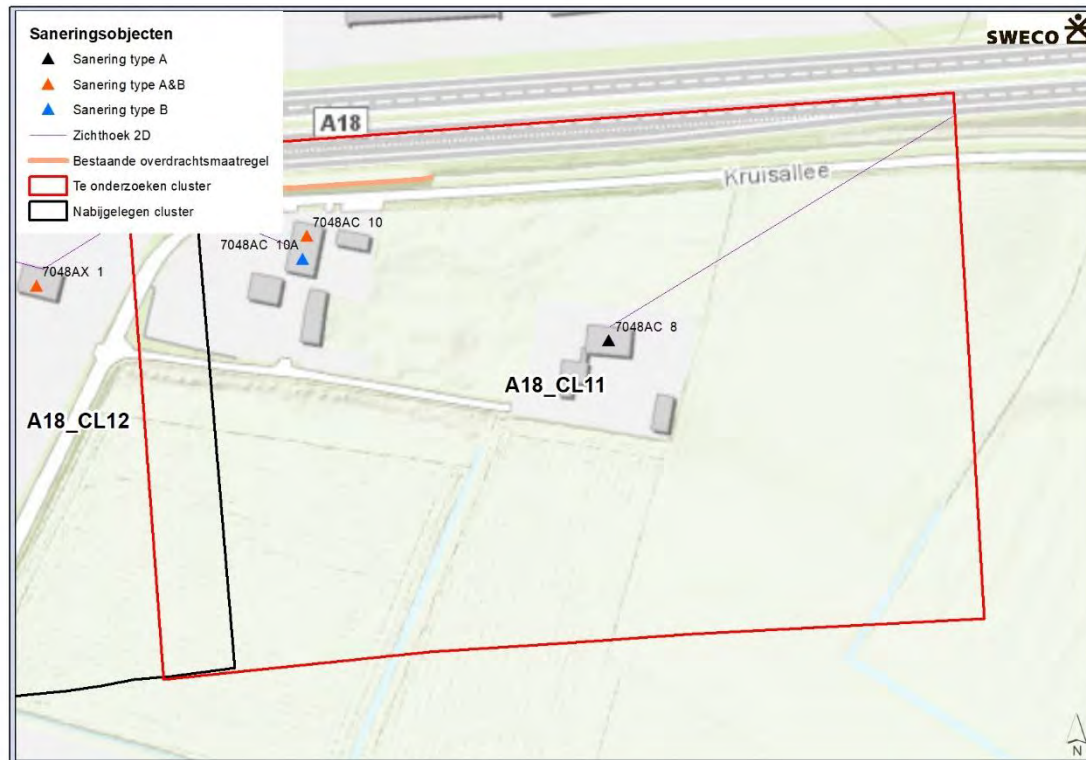 Saneringsobjecten
Sanering type A
Sanering type A&B
Sanering type B
Zichthoek 2D
Bestaande overdrachtsmaatregel
Te onderzoeken cluster
Nabijgelegen cluster
SWECO
A18
Kruisallee
7048AC 10
7048AC 10A
7048AX 1
7048AC 8
A18_CL11
A18_CL12
N